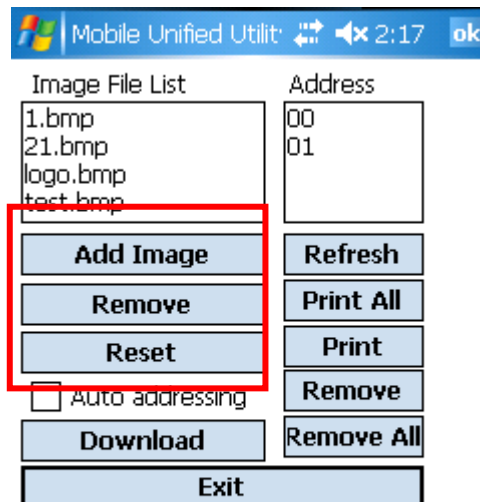 Mobile Unified Utilit 2:17 ok
Image File List
1.bmp
21.bmp
logo.bmp
test.bmp
Address
00
01
Add Image
Remove
Reset
Auto addressing
Download
Refresh
Print All
Print
Remove
Remove All
Exit